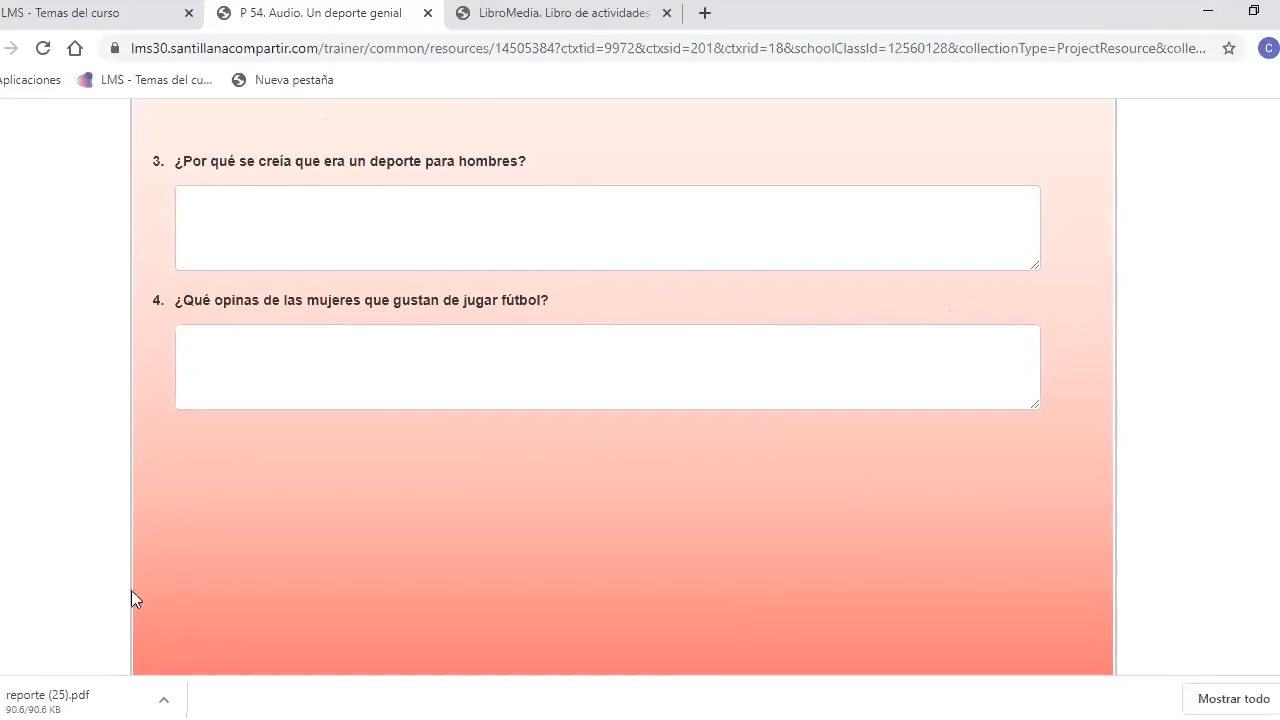 LMS - Temas del curso
P 54. Audio. Un deporte genial
LibroMedia. Libro de actividades
lms30.santillanacompartir.com/trainer/common/resources/14505384?ctxtid=9972&ctxsid=201&ctxrid=18&schoolClassId=12560128&collectionType=ProjectResource&colle...
C
plicaciones
LMS - Temas del cu...
Nueva pestaña
3. ¿Por qué se creía que era un deporte para hombres?
4. ¿Qué opinas de las mujeres que gustan de jugar fútbol?
reporte (25).pdf
90.6/90.6 KB
Mostrar todo